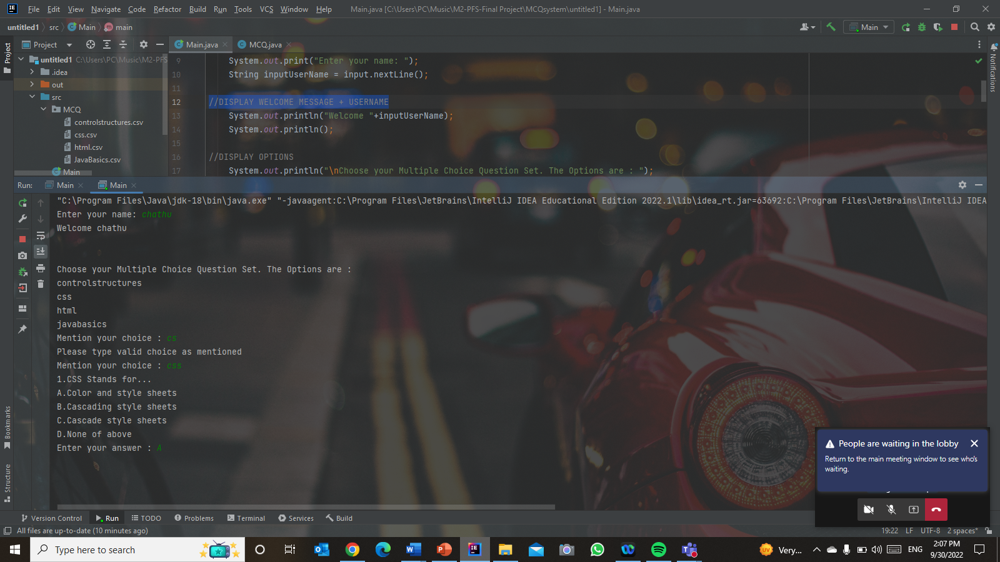 File Edit View Navigate Code Refactor Build Run Tools VCS Window Help Main.java [C:\Users\PC\Music\M2-PFS-Final Project\MCQsystem\untitled1] - Main.java
untitled1 src Main main Main
Project Main.java MCQ.java
Project
Notifications
untitled1 C:\Users\PC\Music\M2-PFS
.idea
out
src
MCQ
controlstructures.csv
css.csv
html.csv
JavaBasics.csv
Main
9 System.out.print("Enter your name: ");
10 String inputUserName = input.nextLine();
11
12 //DISPLAY WELCOME MESSAGE + USERNAME
13 System.out.println("Welcome "+inputUserName);
14 System.out.println();
15
16 //DISPLAY OPTIONS
17 System.out.println("\nChoose your Multiple Choice Question Set. The Options are : ");
Run: Main Main
"C:\Program Files\Java\jdk-18\bin\java.exe" "-javaagent:C:\Program Files\JetBrains\IntelliJ IDEA Educational Edition 2022.1\lib\idea_rt.jar=63692:C:\Program Files\JetBrains\IntelliJ IDEA
Enter your name: chathu
Welcome chathu
Choose your Multiple Choice Question Set. The Options are :
controlstructures
css
html
javabasics
Mention your choice : cs
Please type valid choice as mentioned
Mention your choice : css
1.CSS Stands for...
A.Color and style sheets
B.Cascading style sheets
C.Cascade style sheets
D.None of above
Enter your answer : A
Bookmarks
Structure
People are waiting in the lobby
Return to the main meeting window to see who's
waiting.
Version Control Run TODO Problems Terminal Services Build
All files are up-to-date (10 minutes ago) 19:22 LF UTF-8 2 spaces*
Type here to search Very... ENG 2:07 PM
9/30/2022